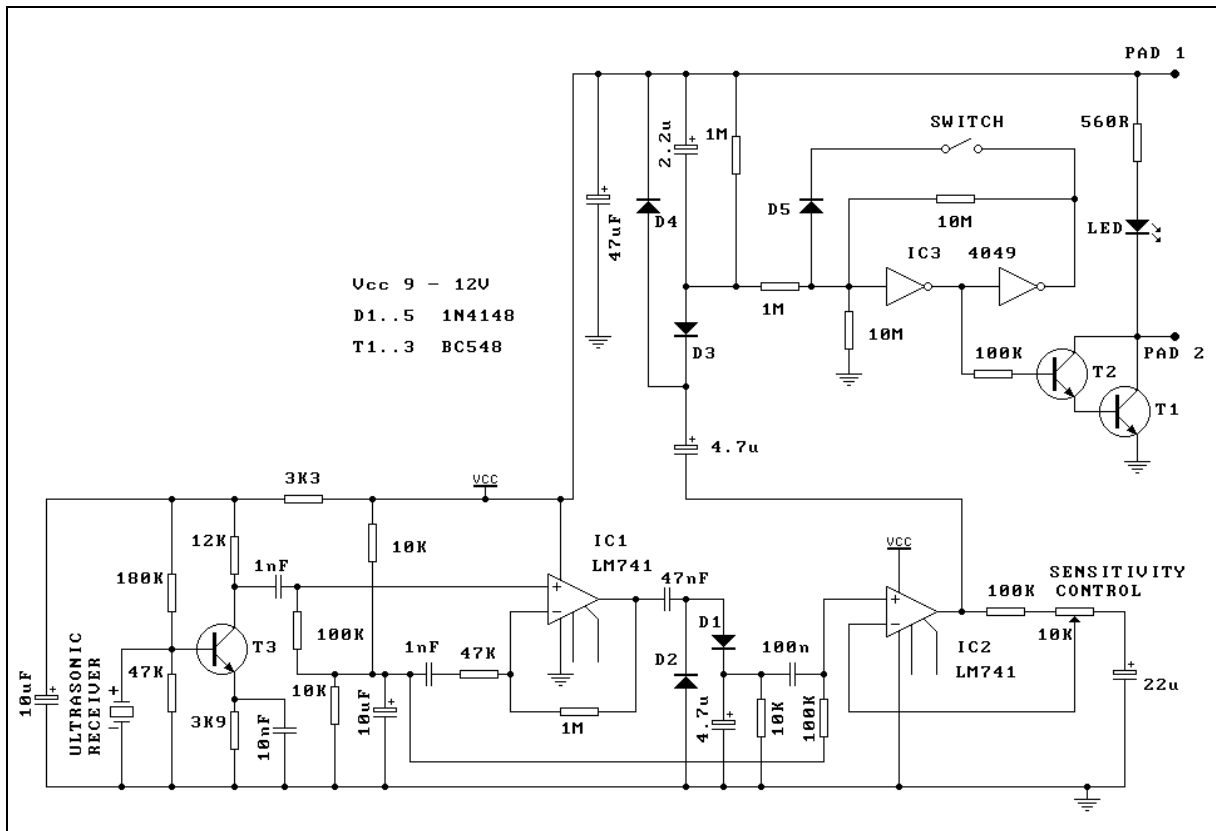 PAD 1
2.2u
+
1M
SWITCH
560R
+
47uF
D4
D5
10M
LED
IC3 4049
Vcc 9 - 12V
D1..5 1N4148
T1..3 BC548
D3
1M
10M
100K
T2
PAD 2
T1
+
4.7u
3K3
VCC
12K
10K
IC1
LM741
VCC
SENSITIVITY
CONTROL
180K
1nF
47nF
100K
10K
+
-
T3
100K
1nF
47K
D1
D2
100n
+
-
IC2
LM741
47K
10uF
+
ULTRASONIC
RECEIVER
+
-
3K9
10nF
10K
10uF
+
1M
4.7u
+
10K
100K
+
22u